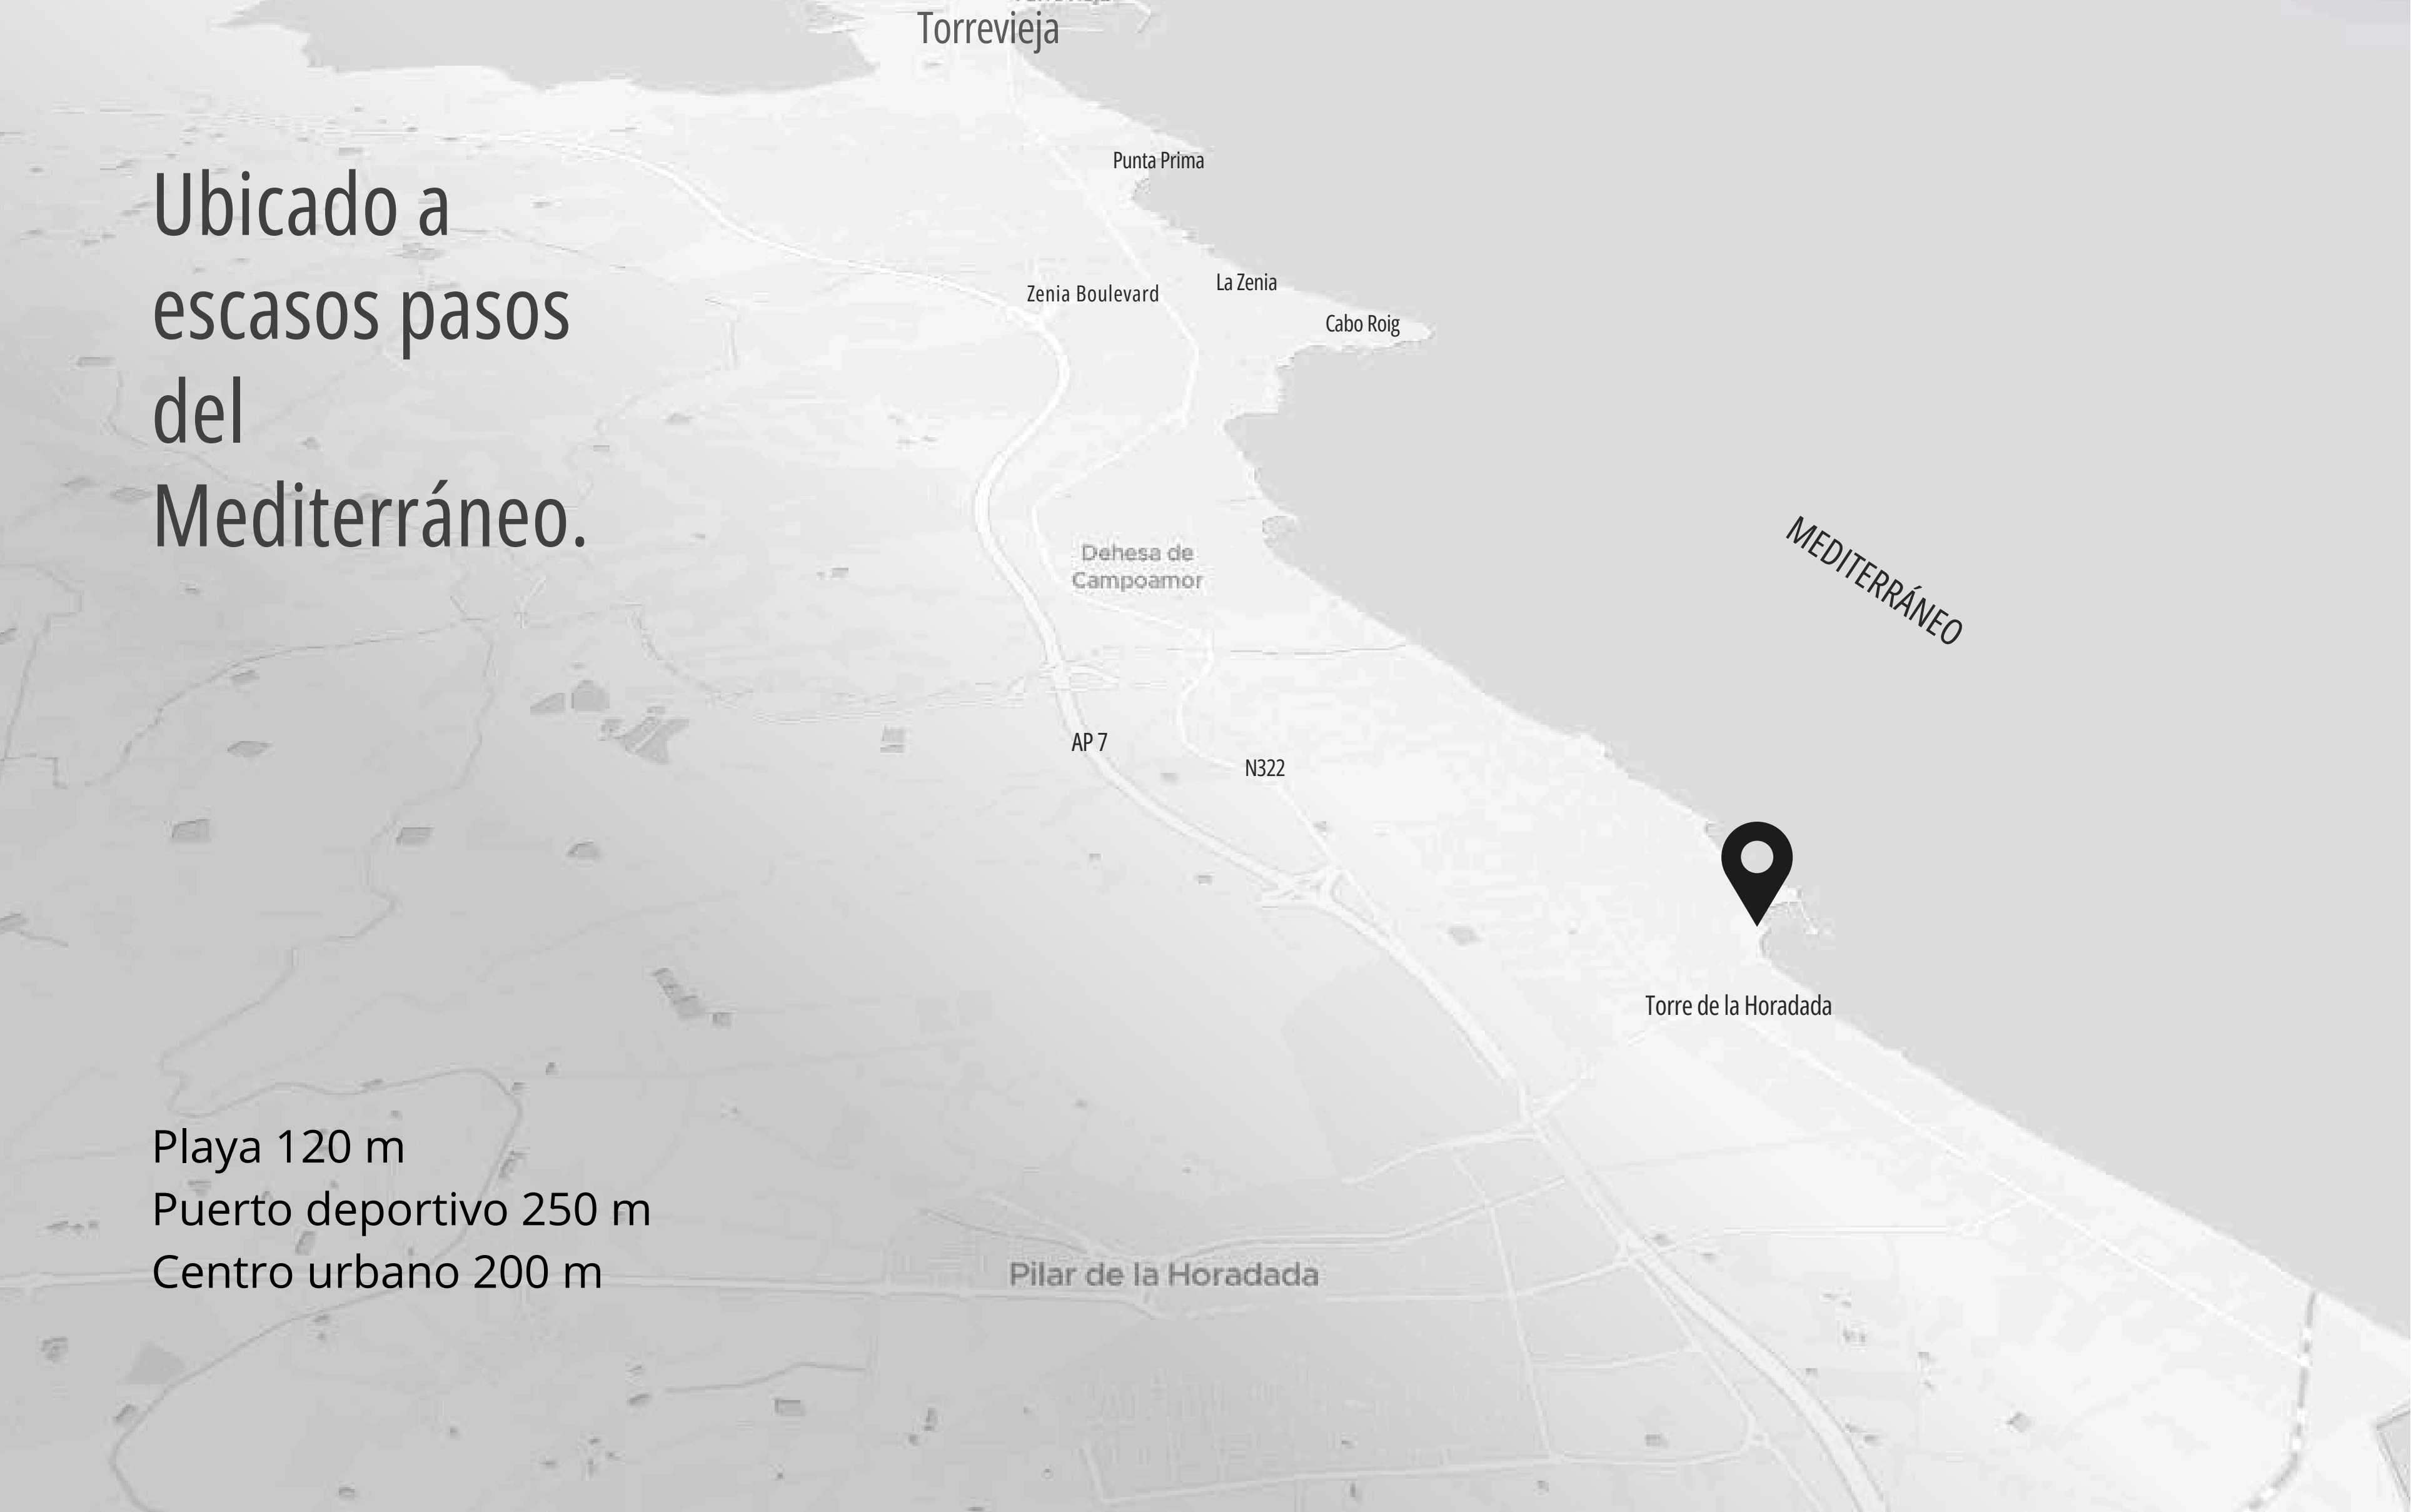 Torrevieja
Punta Prima
Ubicado a
escasos pasos
del
Mediterráneo.
La Zenia
Zenia Boulevard
Cabo Roig
Dehesa de
Campoamor
MEDITERRÁNEO
AP 7
N322
Torre de la Horadada
Playa 120 m
Puerto deportivo 250 m
Centro urbano 200 m
Pilar de la Horadada